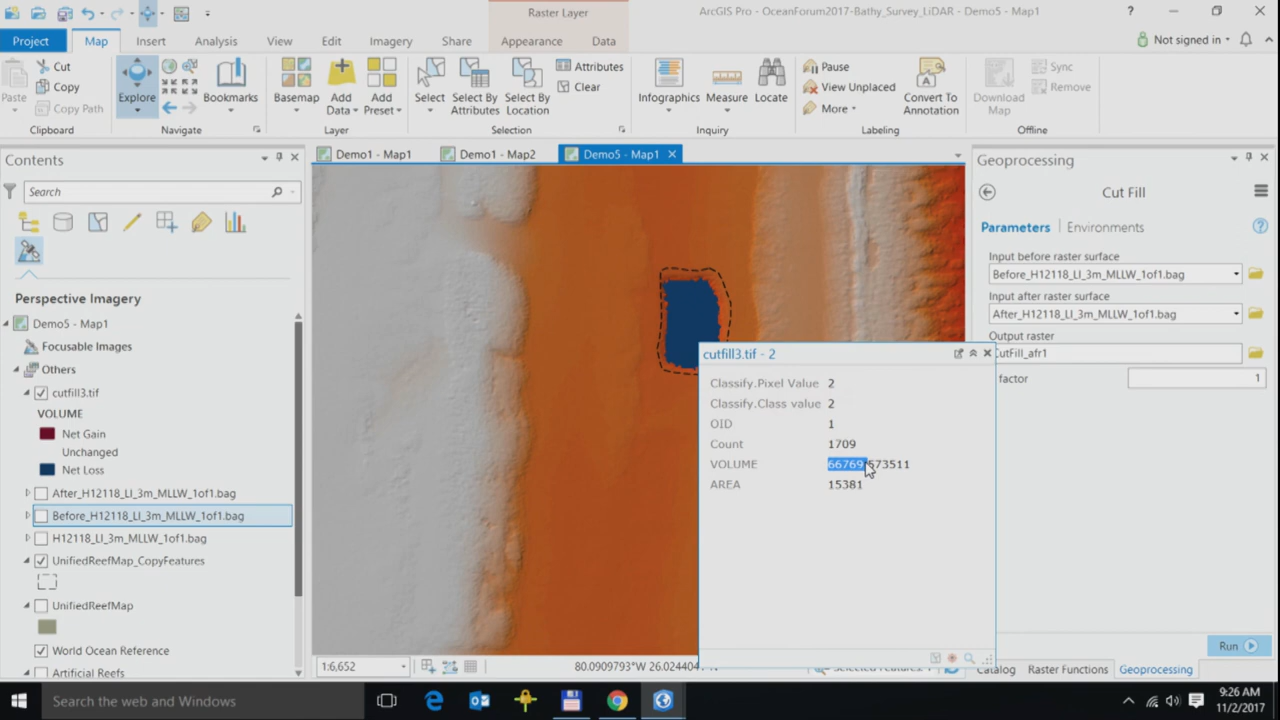 Raster Layer
ArcGIS Pro - OceanForum2017-Bathy_Survey_LiDAR - Demo5 - Map1
?
Project Map Insert Analysis View Edit Imagery Share Appearance Data
Not signed in
Paste
Cut
Copy
Copy Path
Clipboard
Explore
Bookmarks
Navigate
Basemap
Add Data
Add Preset
Layer
Select
Select By Attributes
Select By Location
Attributes
Clear
Selection
Infographics
Measure
Locate
Inquiry
Pause
View Unplaced
More
Convert To Annotation
Labeling
Download Map
Sync
Remove
Offline
Contents
Search
Perspective Imagery
Demo5 - Map1
Focusable Images
Others
cutfill3.tif
VOLUME
Net Gain
Unchanged
Net Loss
After_H12118_LI_3m_MLLW_1of1.bag
Before_H12118_LI_3m_MLLW_1of1.bag
H12118_LI_3m_MLLW_1of1.bag
UnifiedReefMap_CopyFeatures
UnifiedReefMap
World Ocean Reference
Artificial Reefs
Demo1 - Map1
Demo1 - Map2
Demo5 - Map1
cutfill3.tif - 2
Classify.Pixel Value 2
Classify.Class value 2
OID 1
Count 1709
VOLUME 66769.573511
AREA 15381
1:6,652
80.0909793°W 26.024404
Geoprocessing
Cut Fill
Parameters Environments
?
Input before raster surface
Before_H12118_LI_3m_MLLW_1of1.bag
Input after raster surface
After_H12118_LI_3m_MLLW_1of1.bag
Output raster
CutFill_afr1
factor 1
Run
Catalog Raster Functions Geoprocessing
Search the web and Windows
9:26 AM
11/2/2017